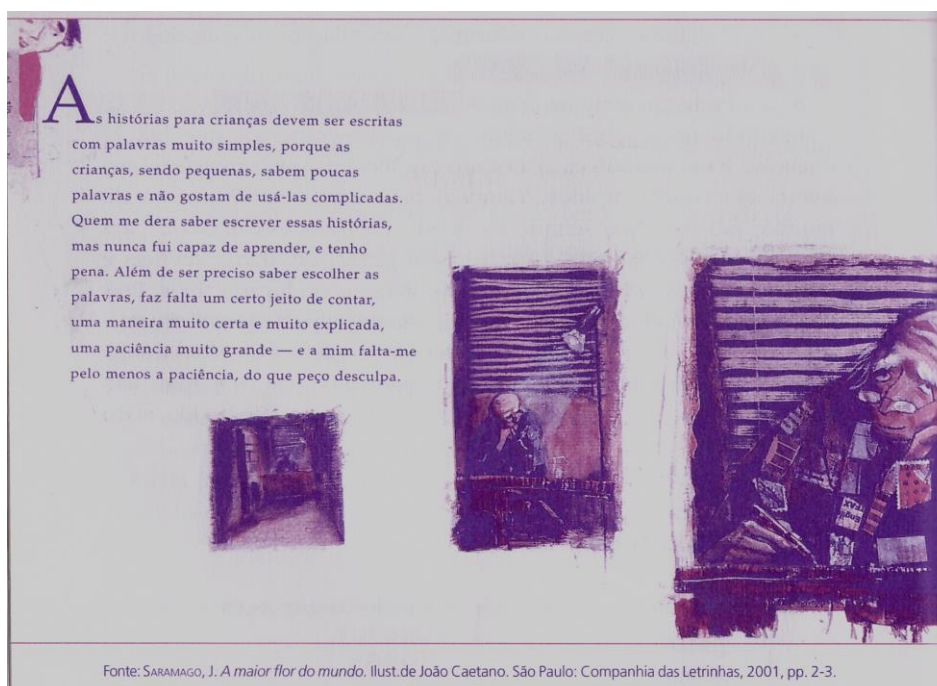 As histórias para crianças devem ser escritas
com palavras muito simples, porque as
crianças, sendo pequenas, sabem poucas
palavras e não gostam de usá-las complicadas.
Quem me dera saber escrever essas histórias,
mas nunca fui capaz de aprender, e tenho
pena. Além de ser preciso saber escolher as
palavras, faz falta um certo jeito de contar,
uma maneira muito certa e muito explicada,
uma paciência muito grande — e a mim falta-me
pelo menos a paciência, do que peço desculpa.
Fonte: SARAMAGO, J. A maior flor do mundo. Ilust.de João Caetano. São Paulo: Companhia das Letrinhas, 2001, pp. 2-3.